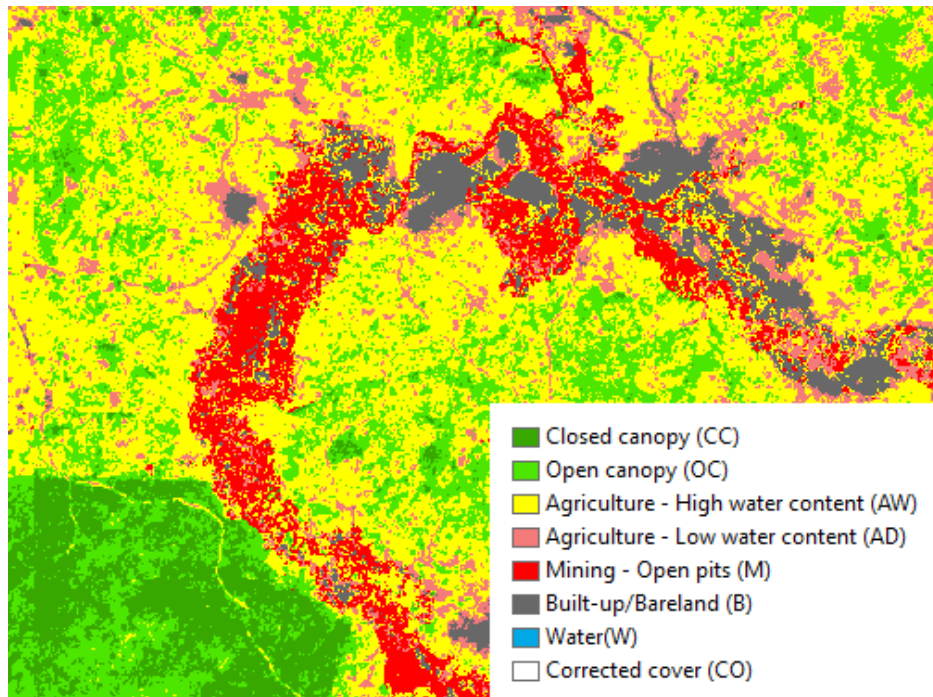 Closed canopy (CC)
Open canopy (OC)
Agriculture - High water content (AW)
Agriculture - Low water content (AD)
Mining - Open pits (M)
Built-up/Bareland (B)
Water(W)
Corrected cover (CO)